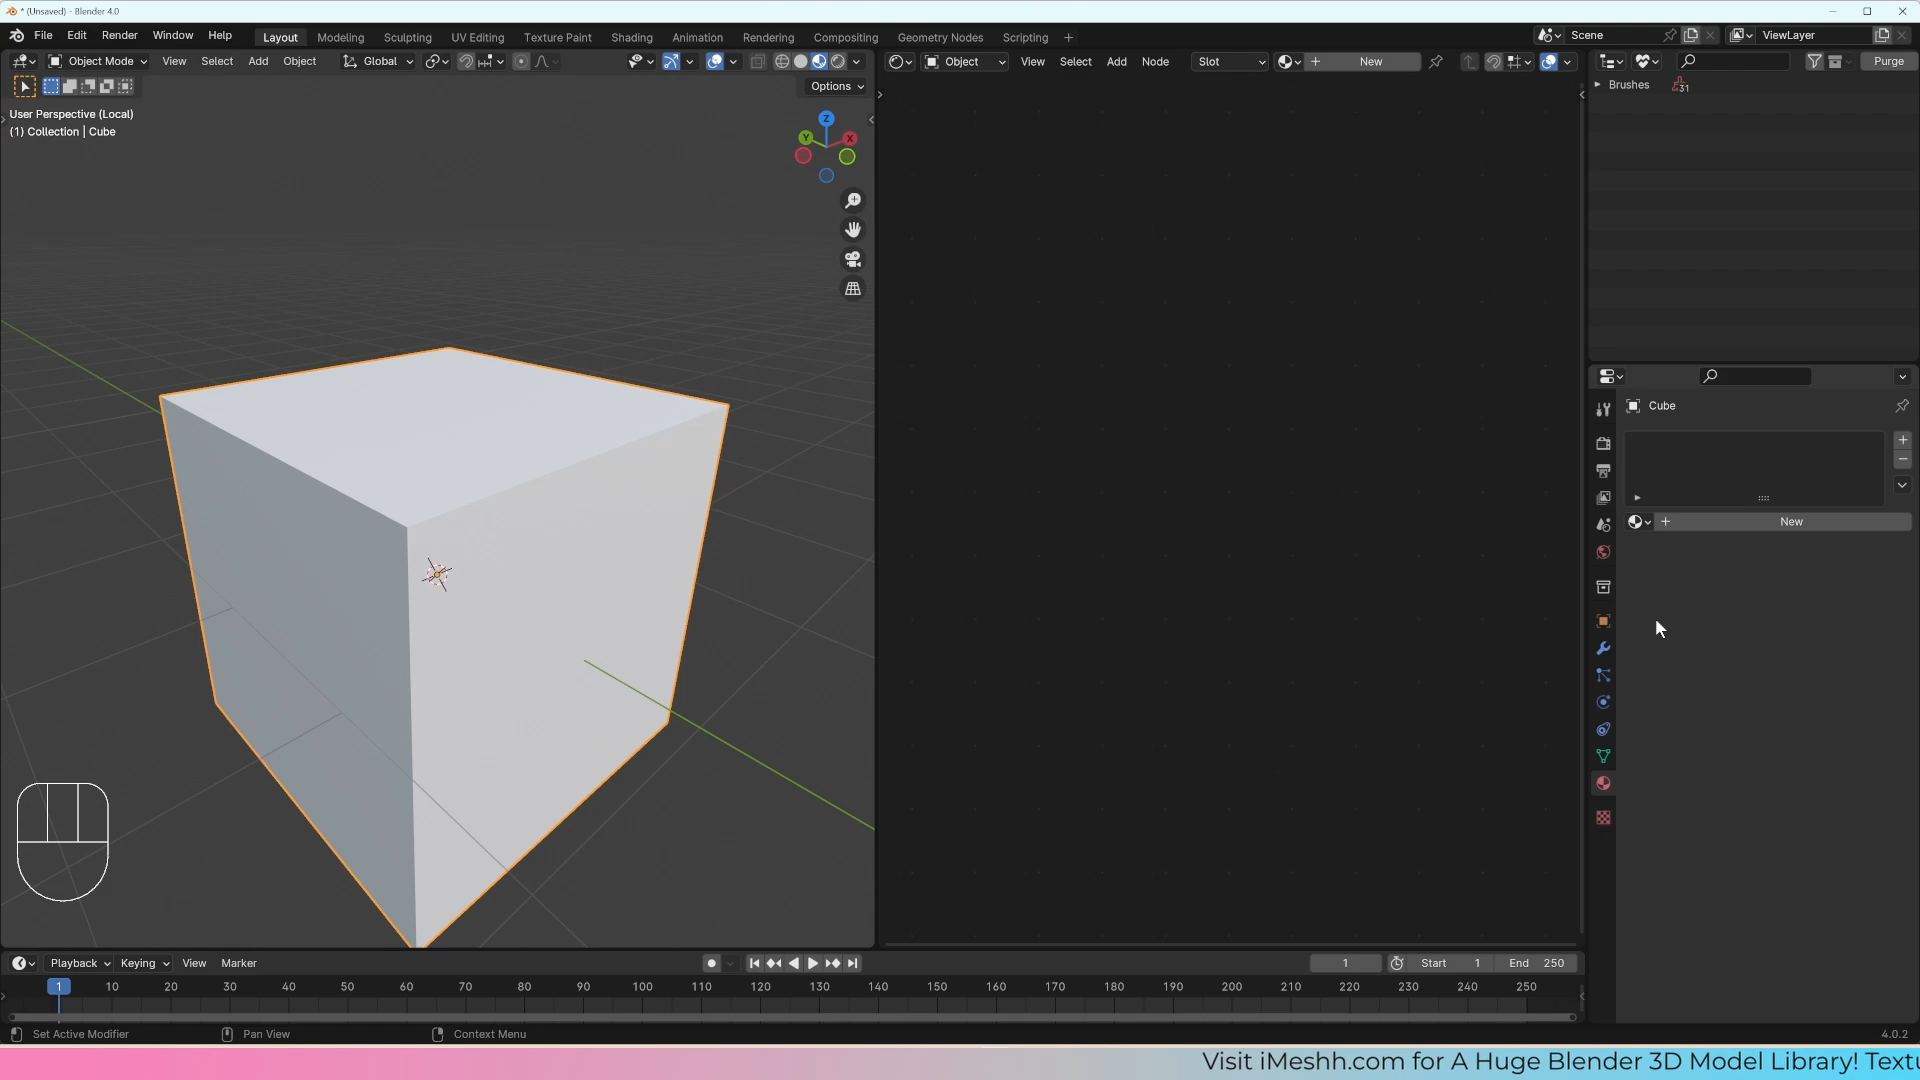 * (Unsaved) - Blender 4.0
File Edit Render Window Help Layout Modeling Sculpting UV Editing Texture Paint Shading Animation Rendering Compositing Geometry Nodes Scripting + Scene ViewLayer
Object Mode View Select Add Object Global Object View Select Add Node Slot New Purge
Options
Brushes 31
User Perspective (Local)
(1) Collection | Cube
Z
Y X
Cube
New
Playback Keying View Marker 1 Start 1 End 250
1 10 20 30 40 50 60 70 80 90 100 110 120 130 140 150 160 170 180 190 200 210 220 230 240 250
Set Active Modifier Pan View Context Menu 4.0.2
Visit iMeshh.com for A Huge Blender 3D Model Library! Textu